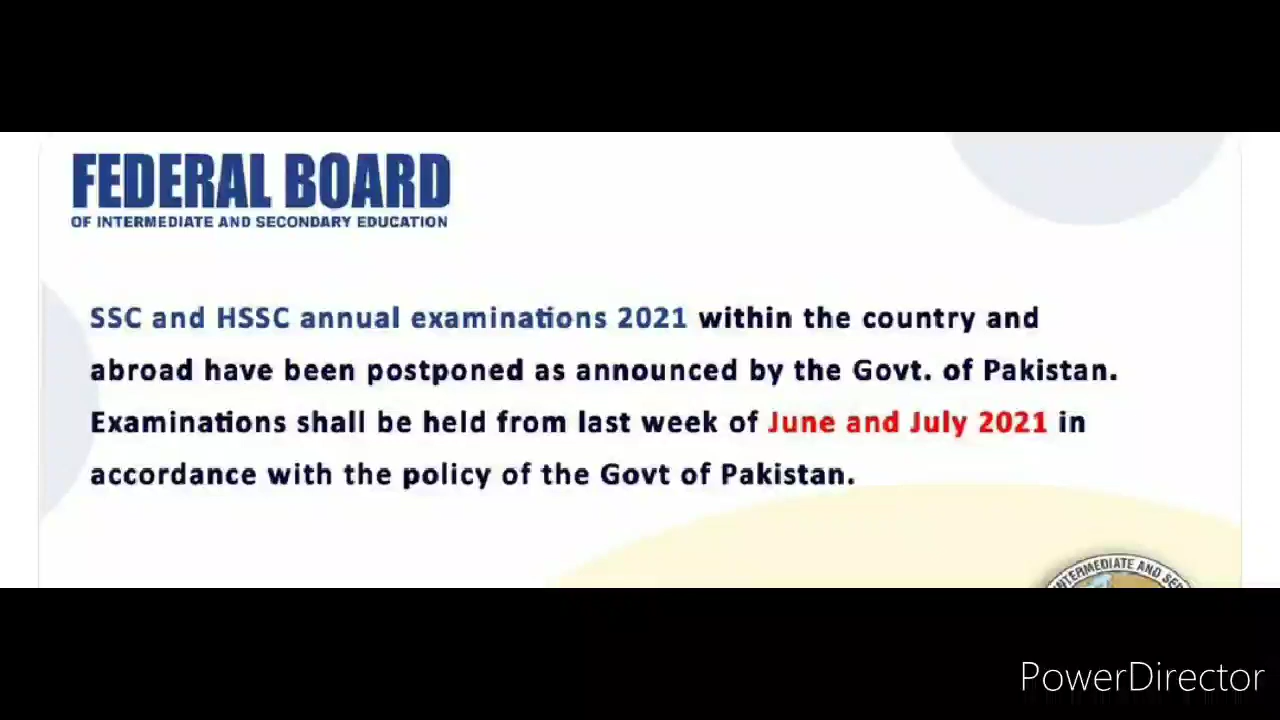 FEDERAL BOARD
OF INTERMEDIATE AND SECONDARY EDUCATION
SSC and HSSC annual examinations 2021 within the country and
abroad have been postponed as announced by the Govt. of Pakistan.
Examinations shall be held from last week of June and July 2021 in
accordance with the policy of the Govt of Pakistan.
INTERMEDIATE AND
PowerDirector